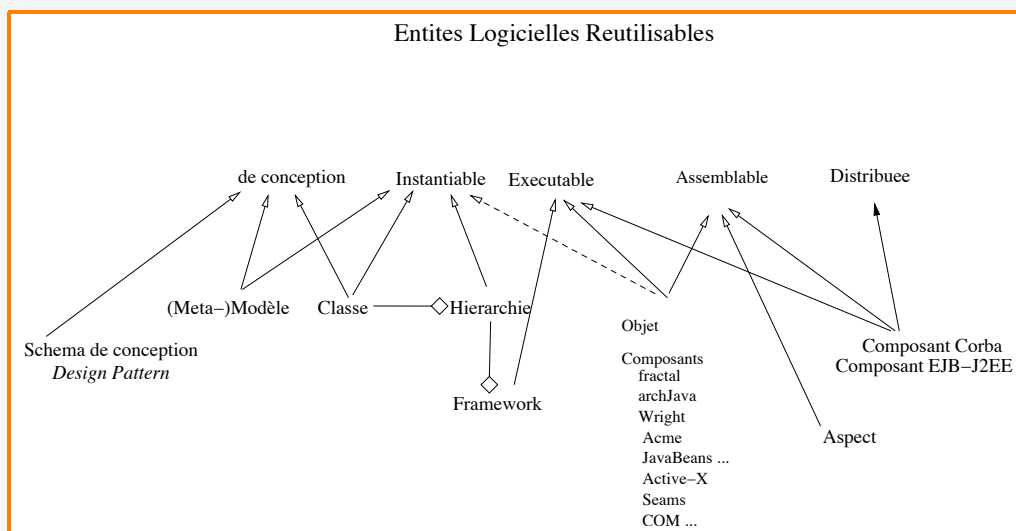 Entites Logicielles Reutilisables
de conception
Instantiable
Executable
Assemblable
Distribuee
(Meta−)Modèle
Classe
Hierarchie
Objet
Schema de conception
Design Pattern
Composants
fractal
archJava
Wright
Acme
JavaBeans ...
Active−X
Seams
COM ...
Composant Corba
Composant EJB−J2EE
Framework
Aspect